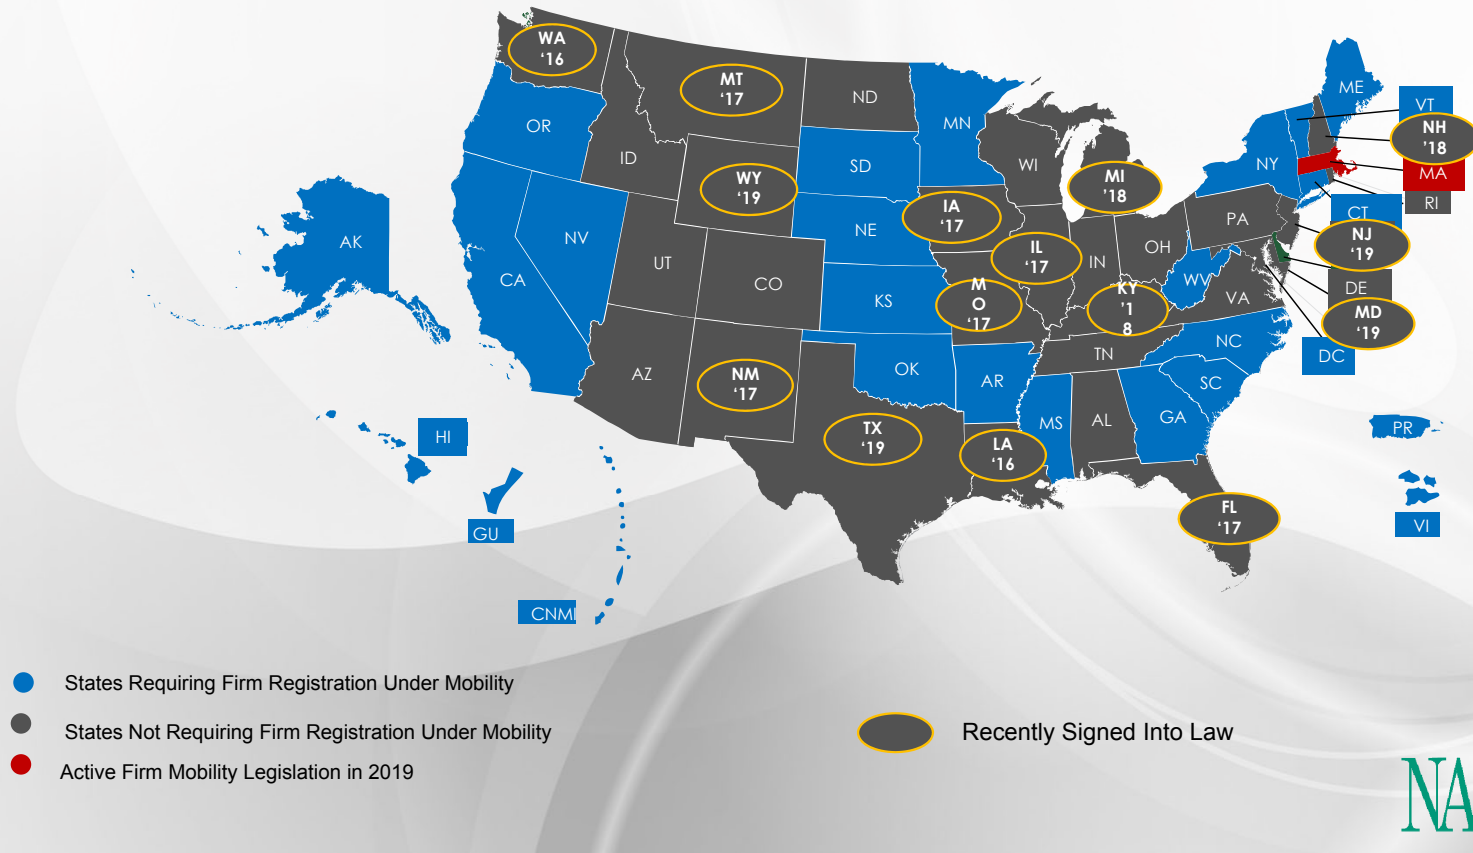 WA
‘16
MT
‘17
ND
MN
ME
VT
OR
ID
WY
‘19
SD
WI
MI
’18
NY
NH
‘18
MA
RI
CT
AK
NV
CA
UT
CO
NE
KS
IA
‘17
IL
‘17
IN
OH
PA
NJ
‘19
DE
MD
‘19
DC
WV
VA
M
O
‘17
KY
’1
8
AZ
NM
‘17
OK
AR
TN
NC
SC
MS
AL
GA
TX
‘19
LA
‘16
FL
‘17
HI
GU
CNMI
PR
VI
States Requiring Firm Registration Under Mobility
States Not Requiring Firm Registration Under Mobility
Active Firm Mobility Legislation in 2019
Recently Signed Into Law
NA